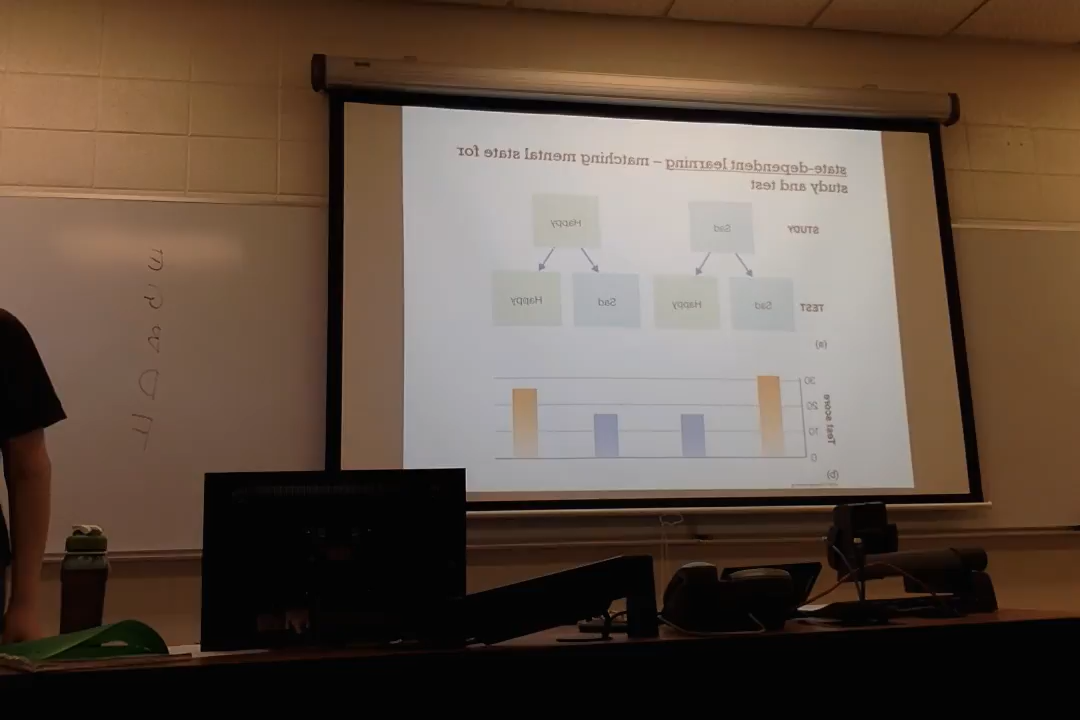 state-dependent learning – matching mental state for
study and test
STUDY Sad Happy
TEST Sad Happy Sad Happy
(a)
Test score
30
20
10
0
(b)